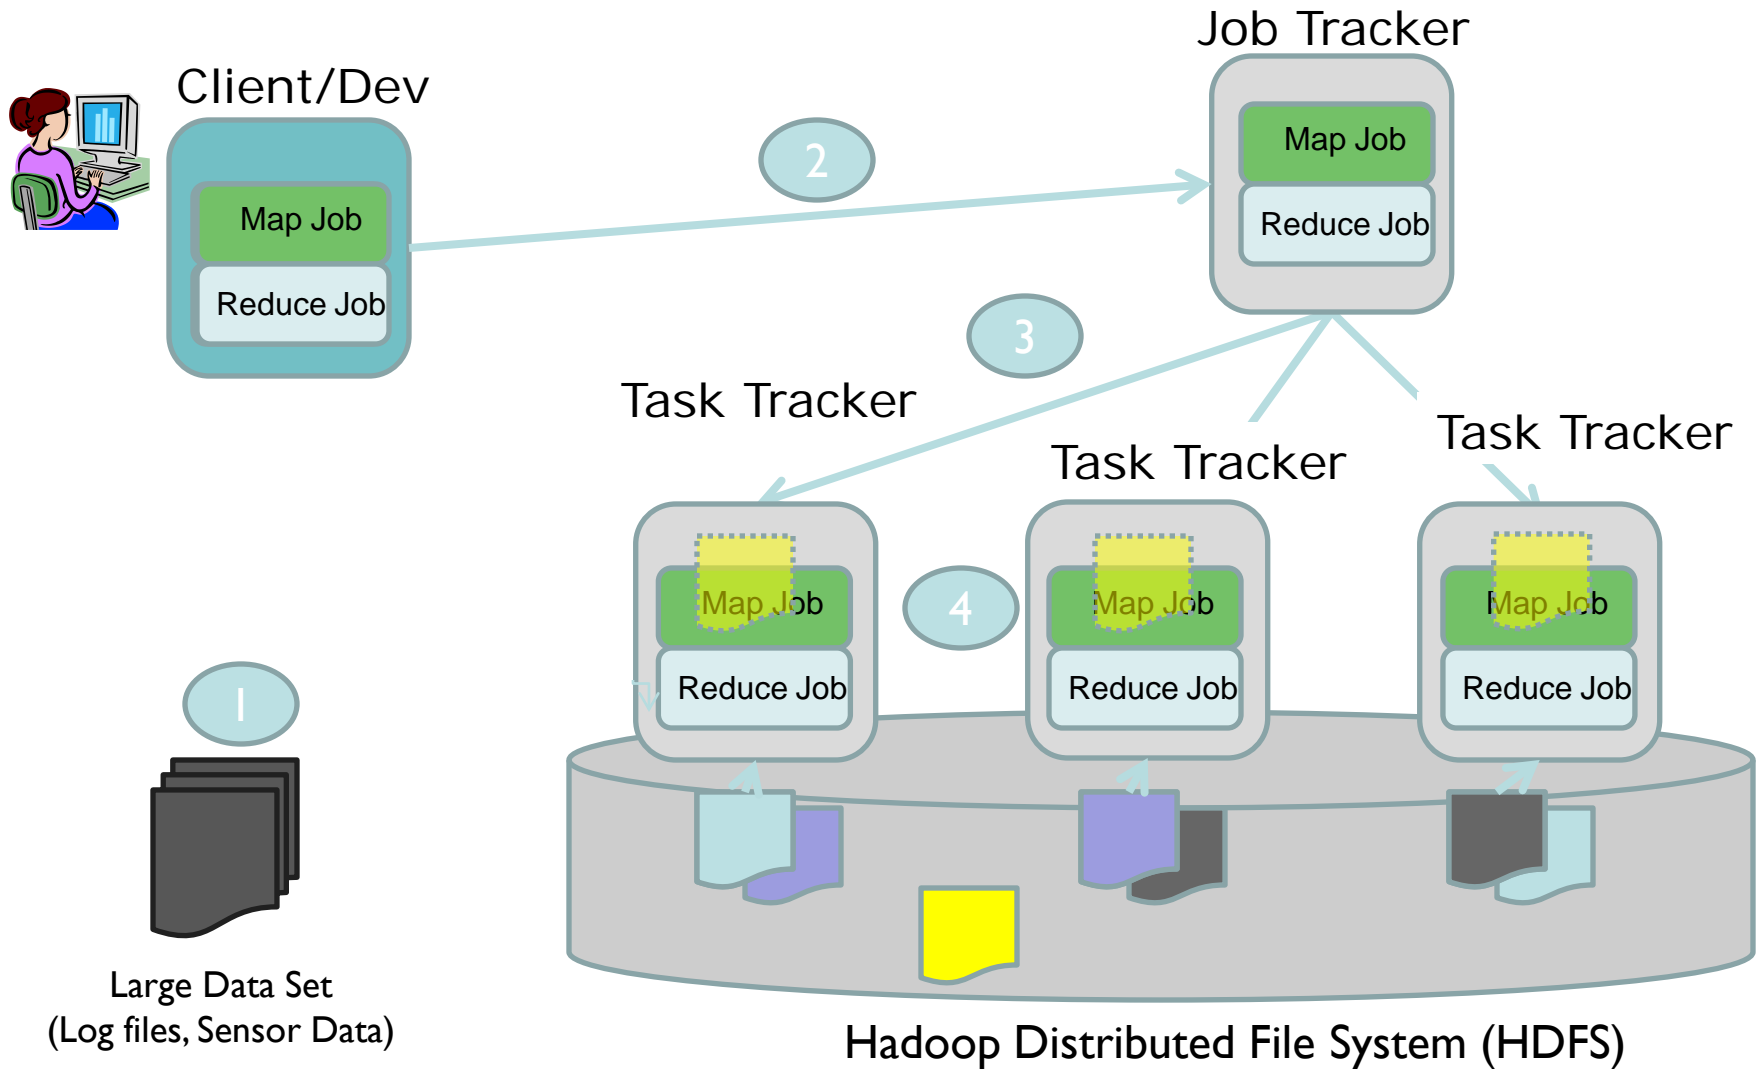 Job Tracker
Client/Dev
Map Job
Reduce Job
2
Map Job
Reduce Job
3
Task Tracker
Task Tracker
Task Tracker
Map Job
Reduce Job
4
Map Job
Reduce Job
Map Job
Reduce Job
1
Large Data Set
(Log files, Sensor Data)
Hadoop Distributed File System (HDFS)